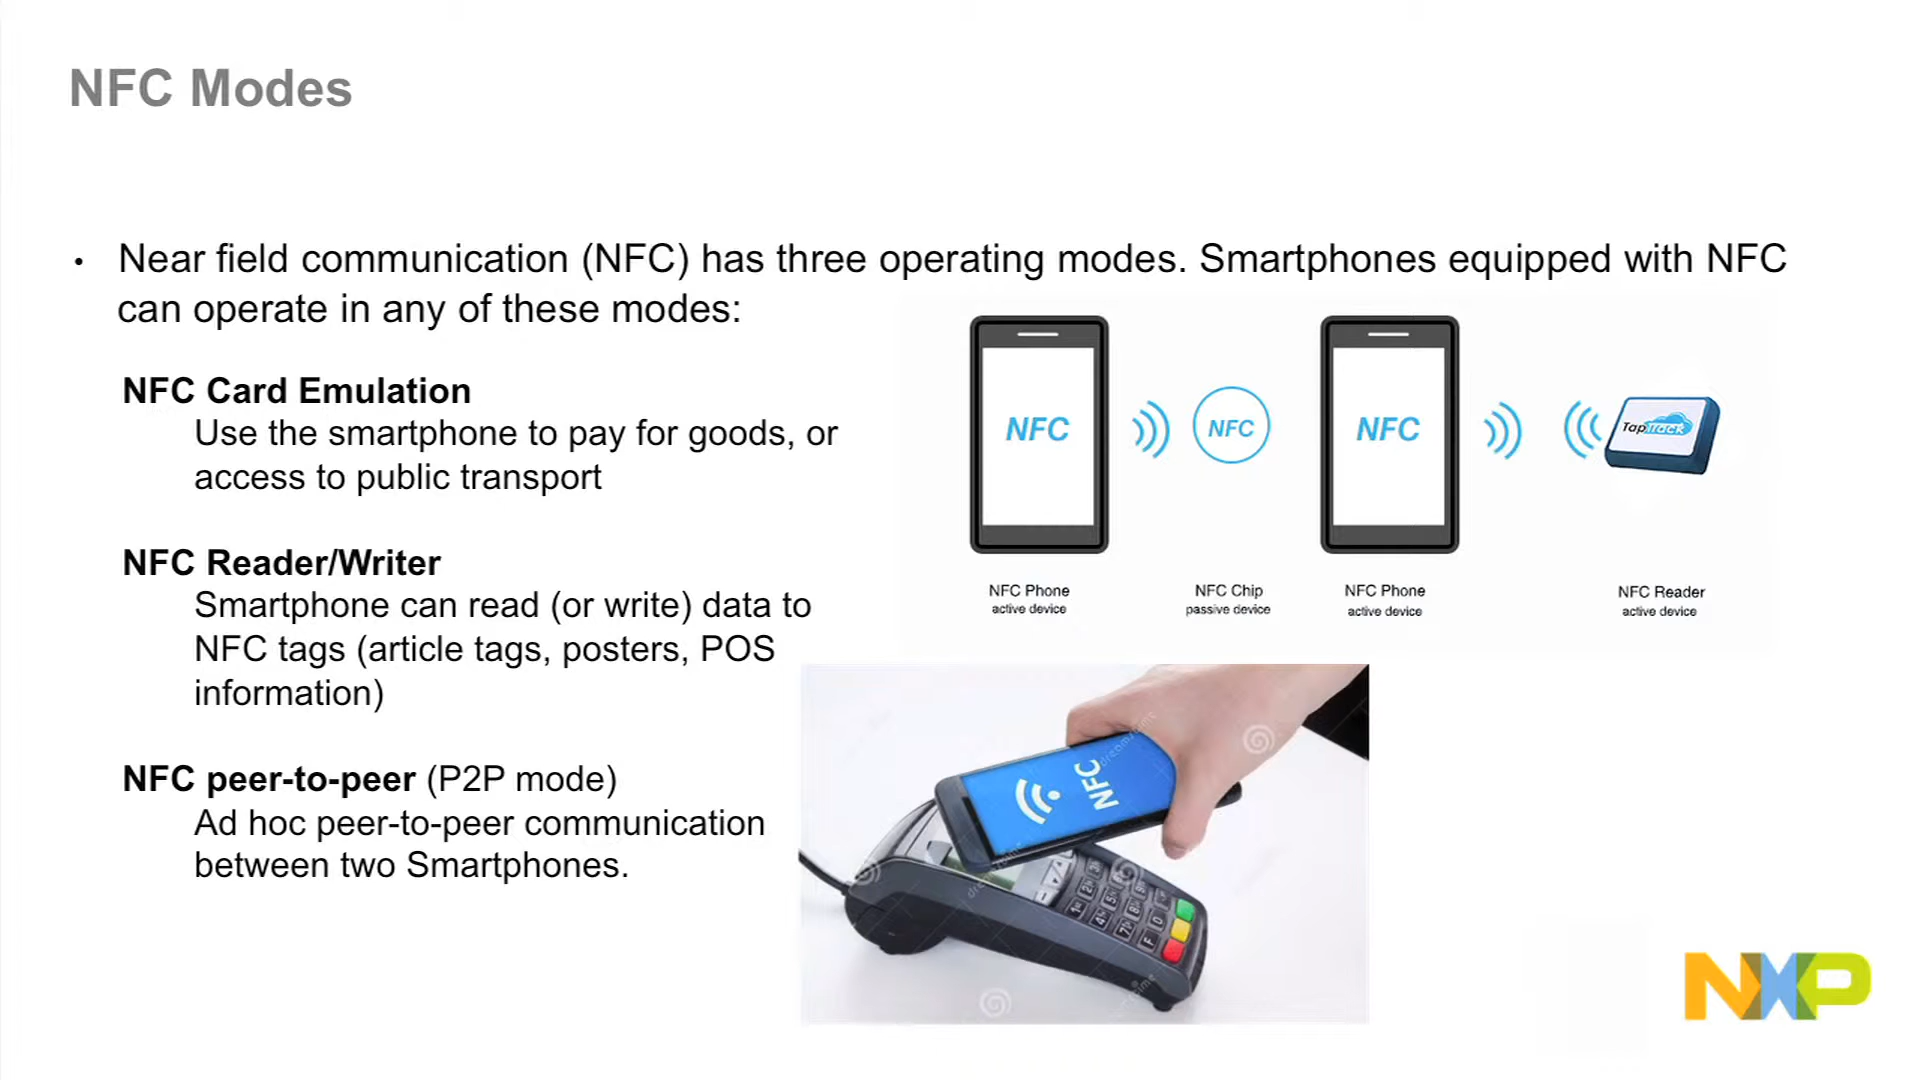 NFC Modes
• Near field communication (NFC) has three operating modes. Smartphones equipped with NFC
can operate in any of these modes:
NFC Card Emulation
Use the smartphone to pay for goods, or
access to public transport
NFC Reader/Writer
Smartphone can read (or write) data to
NFC tags (article tags, posters, POS
information)
NFC peer-to-peer (P2P mode)
Ad hoc peer-to-peer communication
between two Smartphones.
NFC
NFC
NFC
TapTrack
NFC Phone
active device
NFC Chip
passive device
NFC Phone
active device
NFC Reader
active device
NFC
NXP